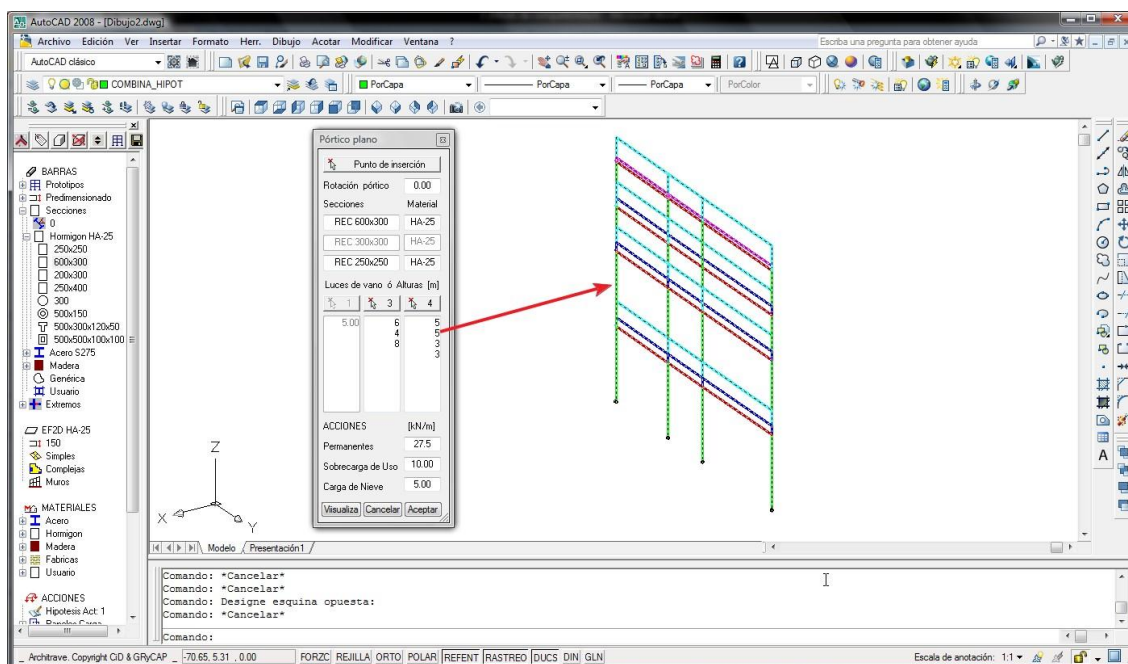 AutoCAD 2008 - [Dibujo2.dwg]
Archivo Edición Ver Insertar Formato Herr. Dibujo Acotar Modificar Ventana ?
Escriba una pregunta para obtener ayuda
AutoCAD clásico
COMBINA_HIPOT
PorCapa
PorCapa
PorCapa
PorColor
BARRAS
Prototipos
Predimensionado
Secciones
0
Hormigon HA-25
250x250
600x300
200x300
250x400
300
500x150
500x300x120x50
500x500x100x100
Acero S275
Madera
Genérica
Usuario
Extremos
EF2D HA-25
150
Simples
Complejas
Muros
MATERIALES
Acero
Hormigon
Madera
Fabricas
Usuario
ACCIONES
Hipotesis Act: 1
Paneles Carga
Pórtico plano
Punto de inserción
Rotación pórtico 0.00
Secciones Material
REC 600x300 HA-25
REC 300x300 HA-25
REC 250x250 HA-25
Luces de vano ó Alturas [m]
1 3 4
5.00 6 5
4 5
8 3
3
ACCIONES [kN/m]
Permanentes 27.5
Sobrecarga de Uso 10.00
Carga de Nieve 5.00
Visualiza Cancelar Aceptar
Z
X
Y
Modelo Presentación1
Comando: *Cancelar*
Comando: *Cancelar*
Comando: Designe esquina opuesta:
Comando: *Cancelar*
Comando:
_ Architrave. Copyright CiD & GRyCAP _ -70.65, 5.31 , 0.00 FORZC REJILLA ORTO POLAR REFENT RASTREO DUCS DIN GLN Escala de anotación: 1:1